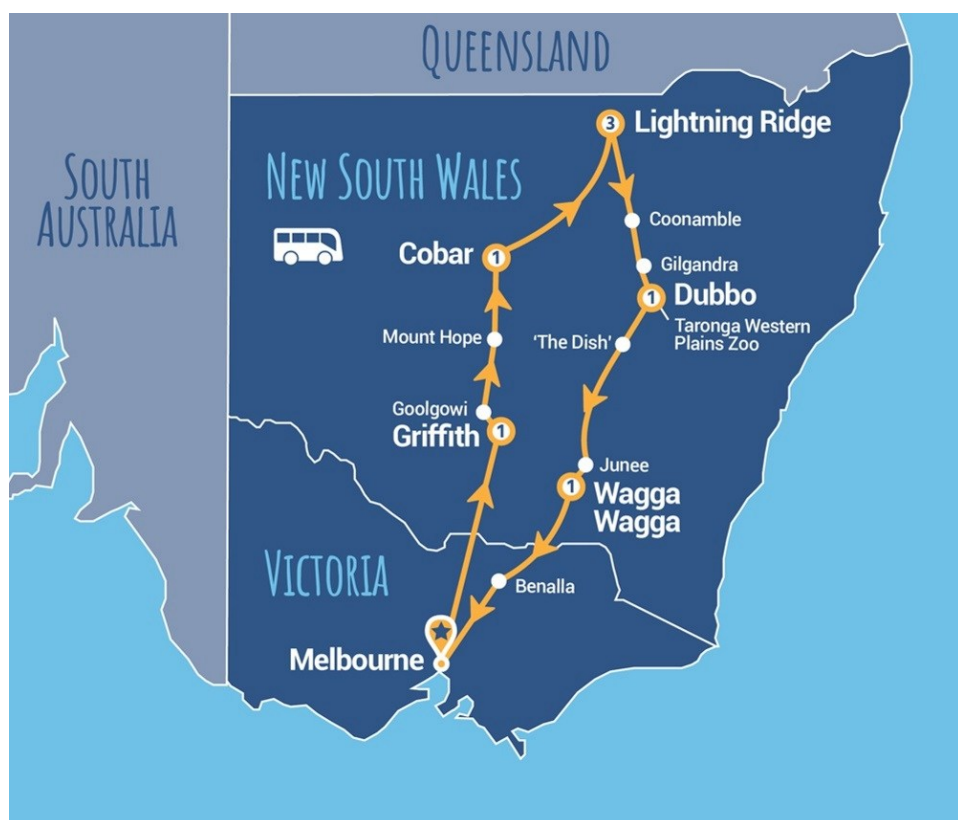 QUEENSLAND
3
Lightning Ridge
SOUTH
AUSTRALIA
NEW SOUTH WALES
Coonamble
Cobar
1
Gilgandra
1
Dubbo
Taronga Western
Plains Zoo
Mount Hope
‘The Dish’
Goolgowi
Griffith
1
Junee
1
Wagga
Wagga
VICTORIA
Benalla
Melbourne